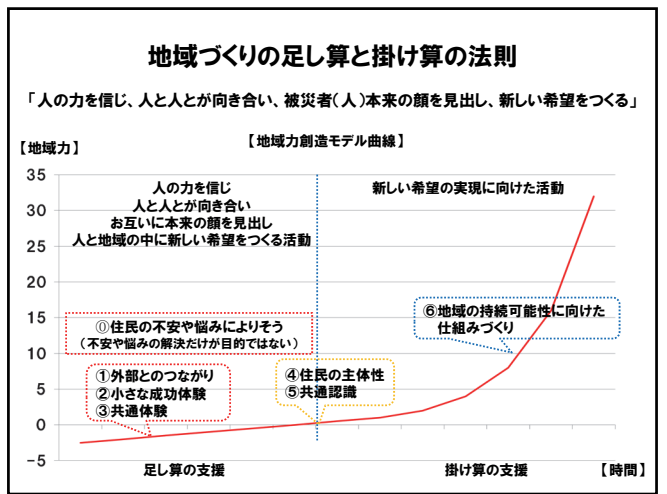 地域づくりの足し算と掛け算の法則
「人の力を信じ、人と人とが向き合い、被災者(人)本来の顔を見出し、新しい希望をつくる」
【地域力創造モデル曲線】
【地域力】
35
30
25
20
15
10
5
0
-5
人の力を信じ
人と人とが向き合い
お互いに本来の顔を見出し
人と地域の中に新しい希望をつくる活動
新しい希望の実現に向けた活動
⓪住民の不安や悩みによりそう
(不安や悩みの解決だけが目的ではない)
①外部とのつながり
②小さな成功体験
③共通体験
④住民の主体性
⑤共通認識
⑥地域の持続可能性に向けた
仕組みづくり
足し算の支援
掛け算の支援
【時間】